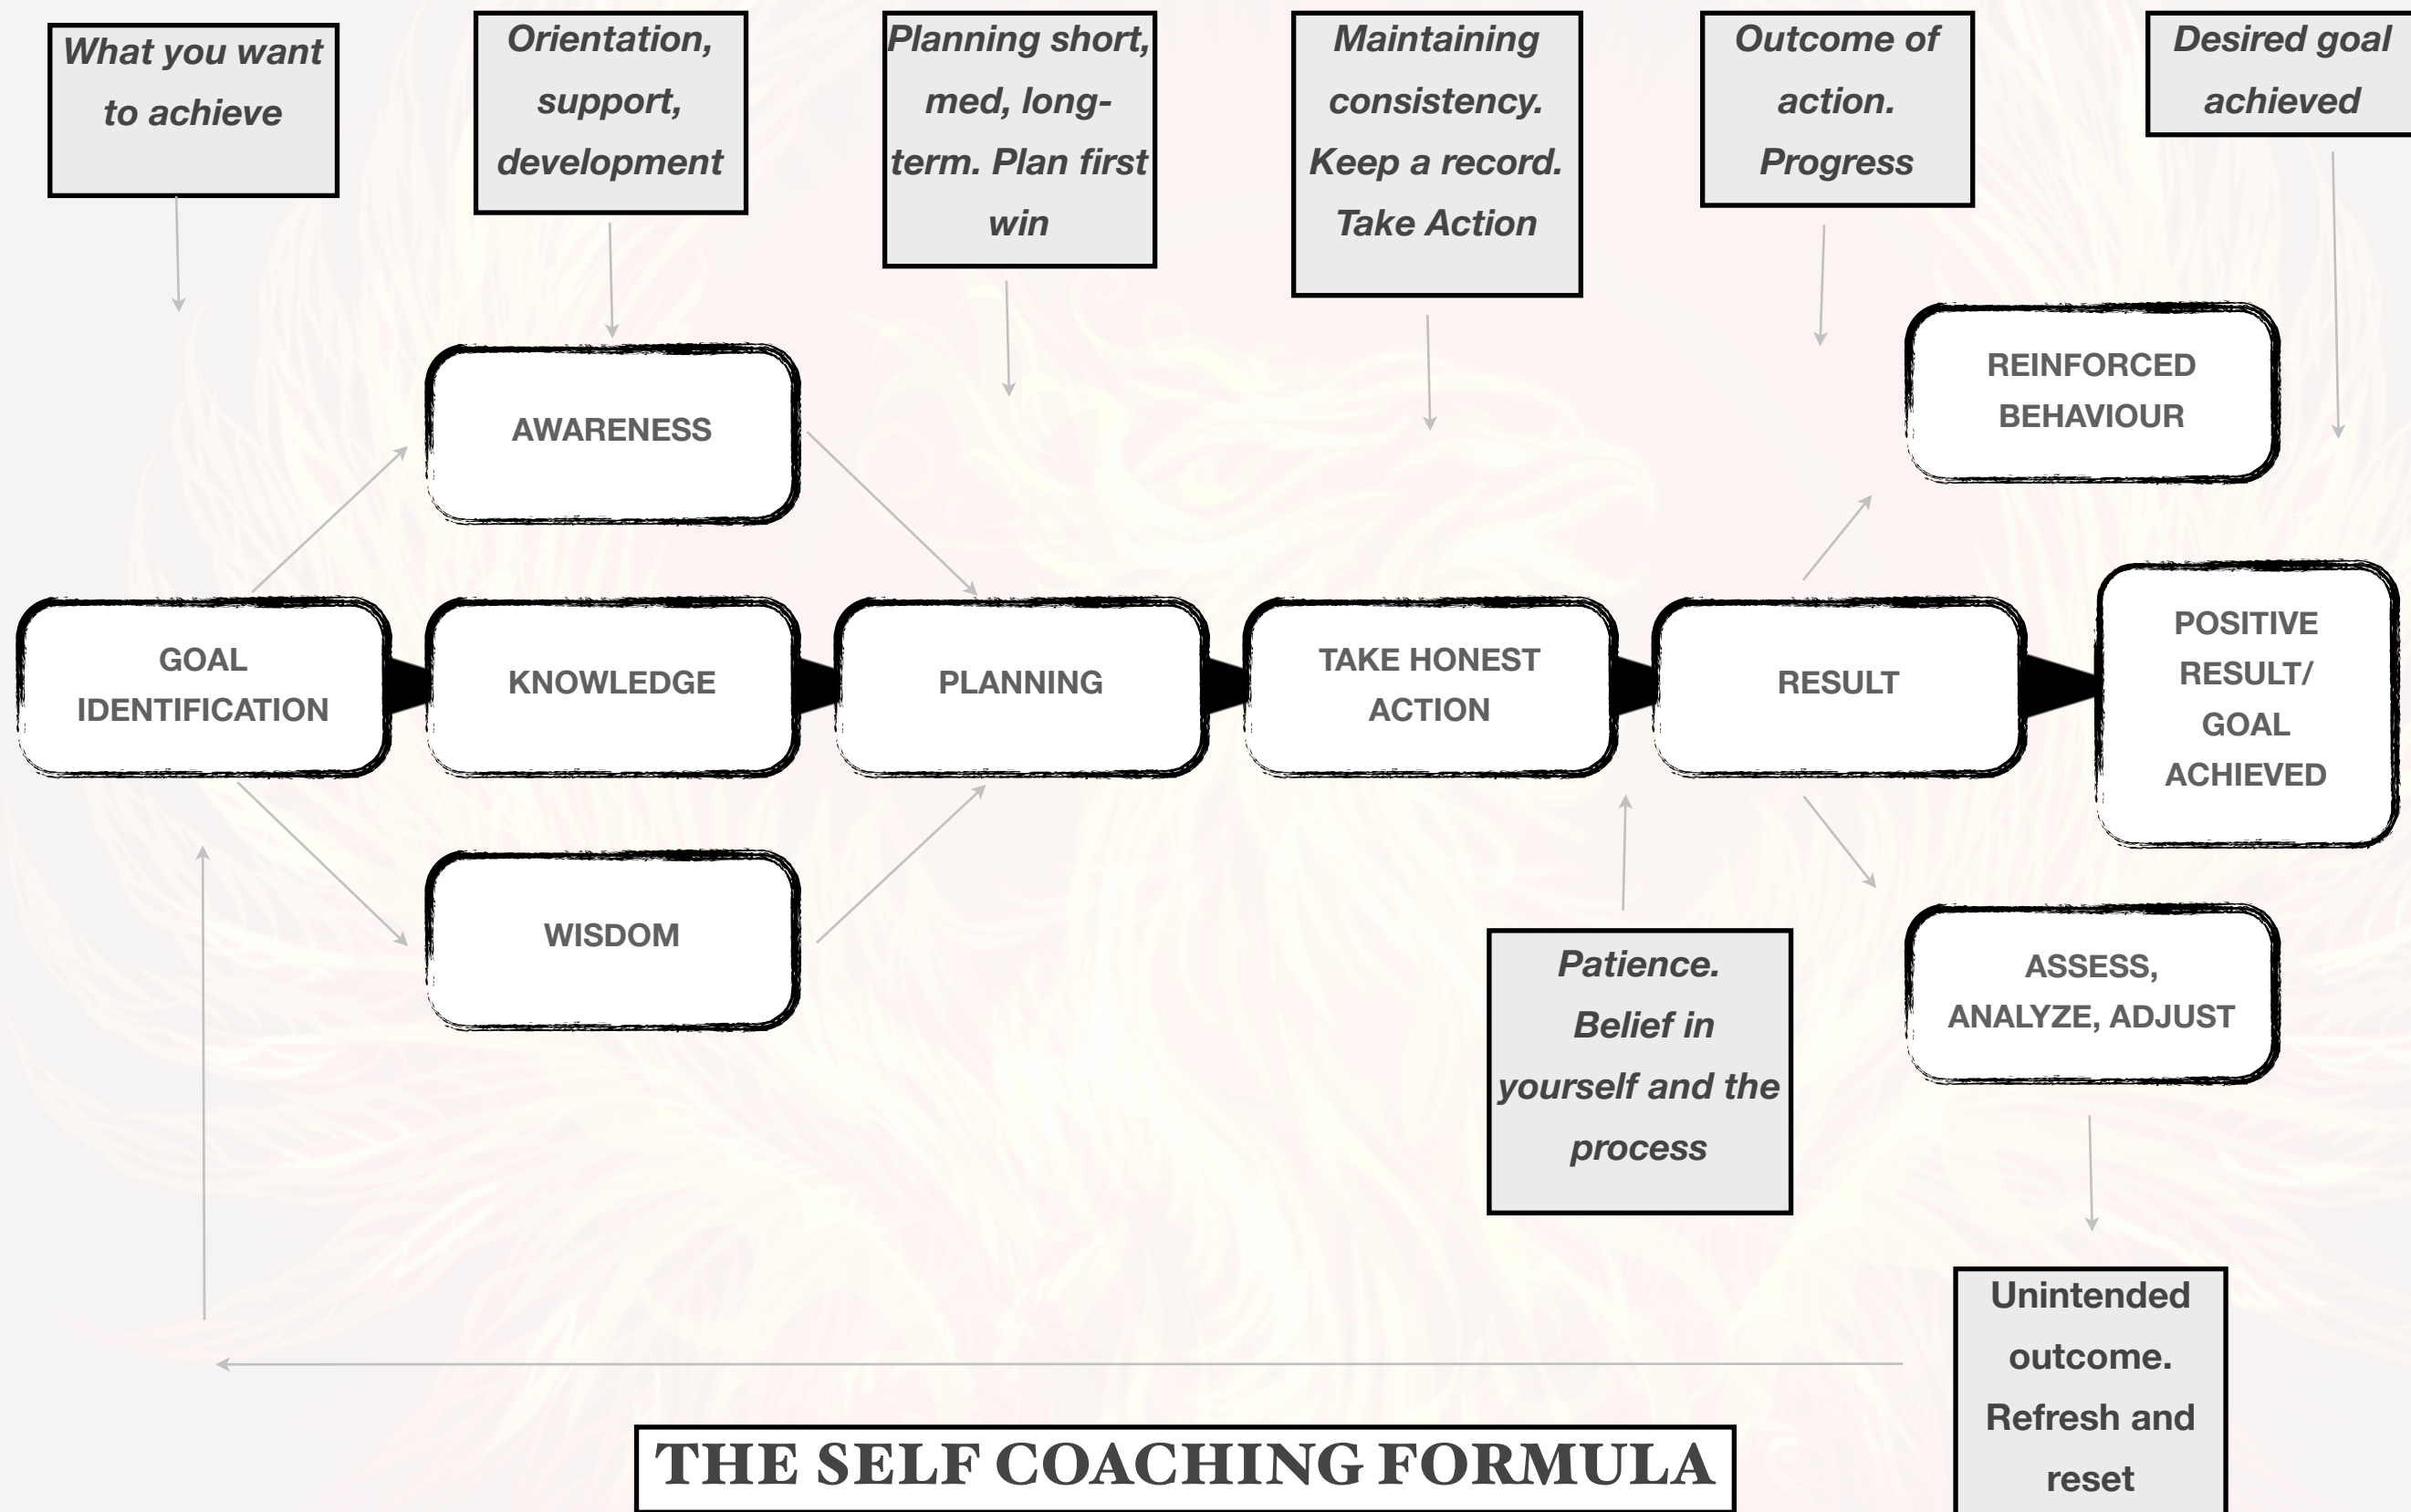 What you want
to achieve
Orientation,
support,
development
Planning short,
med, long-
term. Plan first
win
Maintaining
consistency.
Keep a record.
Take Action
Outcome of
action.
Progress
Desired goal
achieved
AWARENESS
REINFORCED
BEHAVIOUR
GOAL
IDENTIFICATION
KNOWLEDGE
PLANNING
TAKE HONEST
ACTION
RESULT
POSITIVE
RESULT/
GOAL
ACHIEVED
WISDOM
Patience.
Belief in
yourself and the
process
ASSESS,
ANALYZE, ADJUST
Unintended
outcome.
Refresh and
reset
THE SELF COACHING FORMULA